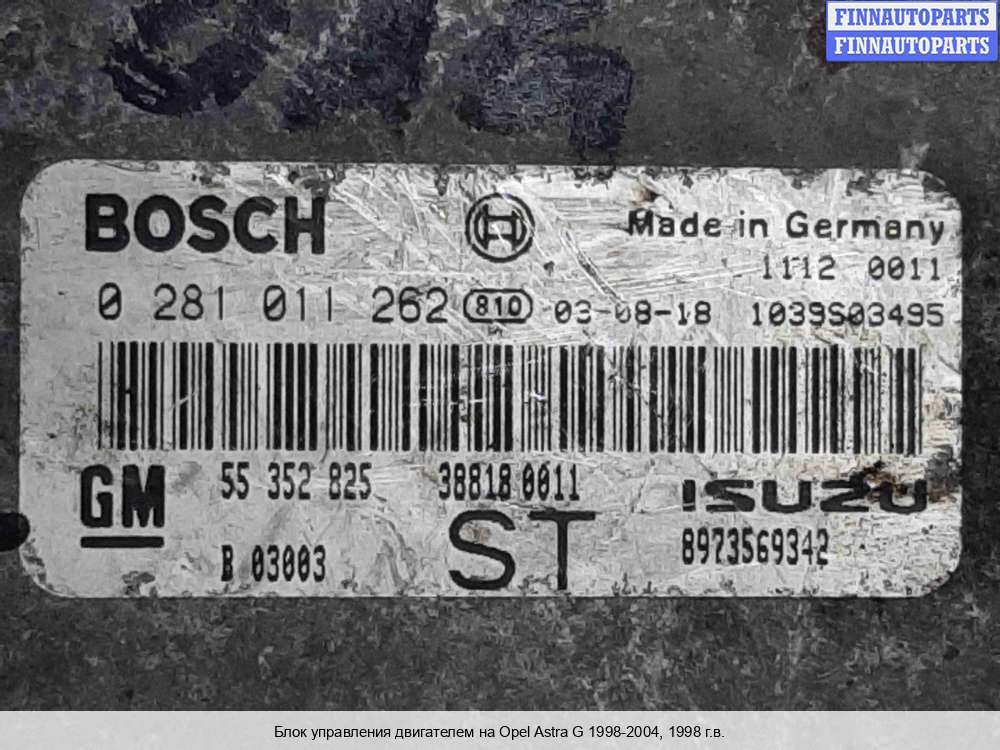 FINNAUTOPARTS
FINNAUTOPARTS
BOSCH
Made in Germany
1112 0011
0 281 011 262 810 03-08-18 1039S03495
GM 55 352 825 38818 0011 ISUZU
B 03003 ST 8973569342
Блок управления двигателем на Opel Astra G 1998-2004, 1998 г.в.